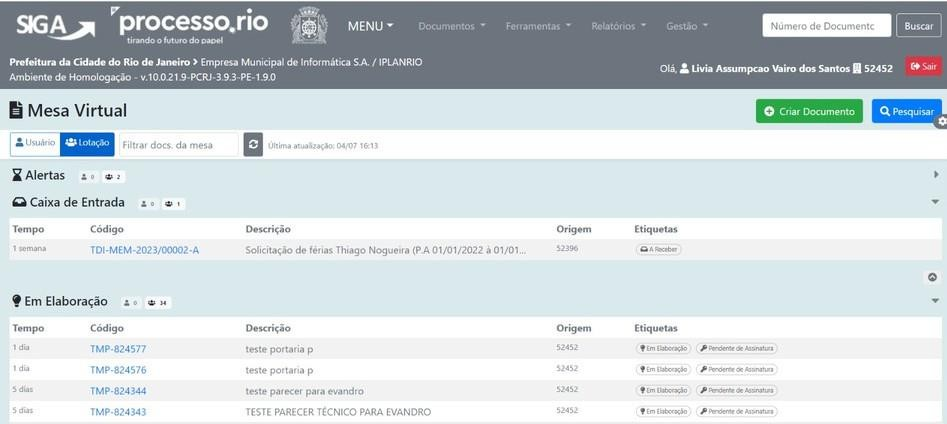 SIGA processo.rio MENU Documentos Ferramentas Relatórios Gestão Número de Documentc Buscar
tirando o futuro do papel
Prefeitura da Cidade do Rio de Janeiro > Empresa Municipal de Informática S.A. / IPLANRIO
Ambiente de Homologação - v.10.0.21.9-PCRJ-3.9.3-PE-1.9.0
Olá, Livia Assumpcao Vairo dos Santos 52452 Sair
Mesa Virtual Criar Documento Pesquisar
Usuário Lotação Filtrar docs. da mesa Última atualização: 04/07 16:13
Alertas 0 2
Caixa de Entrada 0 1
Tempo Código Descrição Origem Etiquetas
1 semana TDI-MEM-2023/00002-A Solicitação de férias Thiago Nogueira (P.A 01/01/2022 à 01/01... 52396 A Receber
Em Elaboração 0 34
Tempo Código Descrição Origem Etiquetas
1 dia TMP-824577 teste portaria p 52452 Em Elaboração Pendente de Assinatura
1 dia TMP-824576 teste portaria p 52452 Em Elaboração Pendente de Assinatura
5 dias TMP-824344 teste parecer para evandro 52452 Em Elaboração Pendente de Assinatura
5 dias TMP-824343 TESTE PARECER TÉCNICO PARA EVANDRO 52452 Em Elaboração Pendente de Assinatura